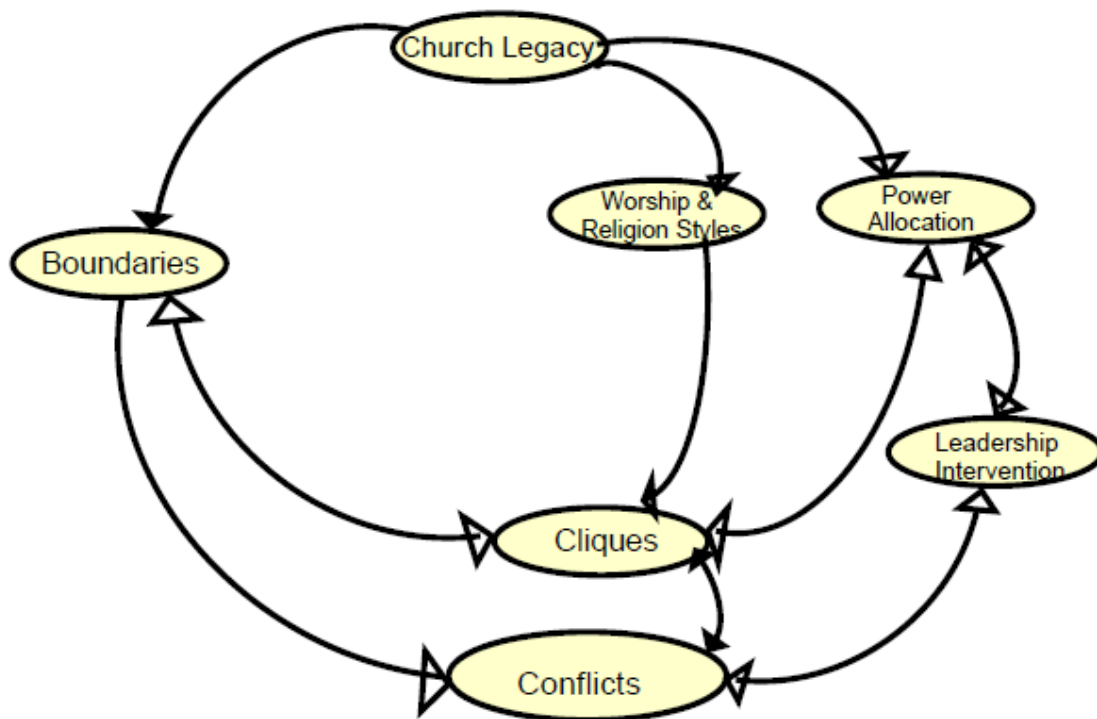 Church Legacy
Worship &
Religion Styles
Power
Allocation
Boundaries
Leadership
Intervention
Cliques
Conflicts